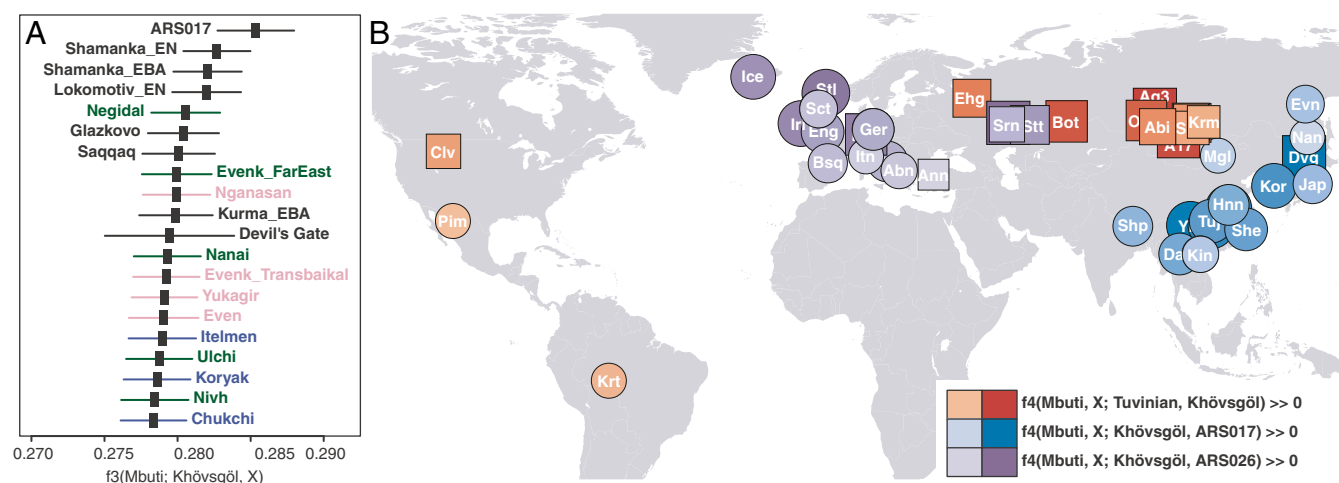 A
ARS017
Shamanka_EN
Shamanka_EBA
Lokomotiv_EN
Negidal
Glazkovo
Saqqaq
Evenk_FarEast
Nganasan
Kurma_EBA
Devil's Gate
Nanai
Evenk_Transbaikal
Yukagir
Even
Itelmen
Ulchi
Koryak
Nivh
Chukchi
0.270 0.275 0.280 0.285 0.290
f3(Mbuti; Khövsgöl, X)
B
Ice
Stl
Sct
Eng
Ger
Bsq
Itn
Abn
Ann
Ehg
Srn
Stt
Bot
Ag3
Abi
Krm
A17
Mgl
Evn
Nan
Dvg
Kor
Jap
Hnn
Tuj
She
Shp
Da
Kin
Clv
Pim
Krt
f4(Mbuti, X; Tuvinian, Khövsgöl) >> 0
f4(Mbuti, X; Khövsgöl, ARS017) >> 0
f4(Mbuti, X; Khövsgöl, ARS026) >> 0